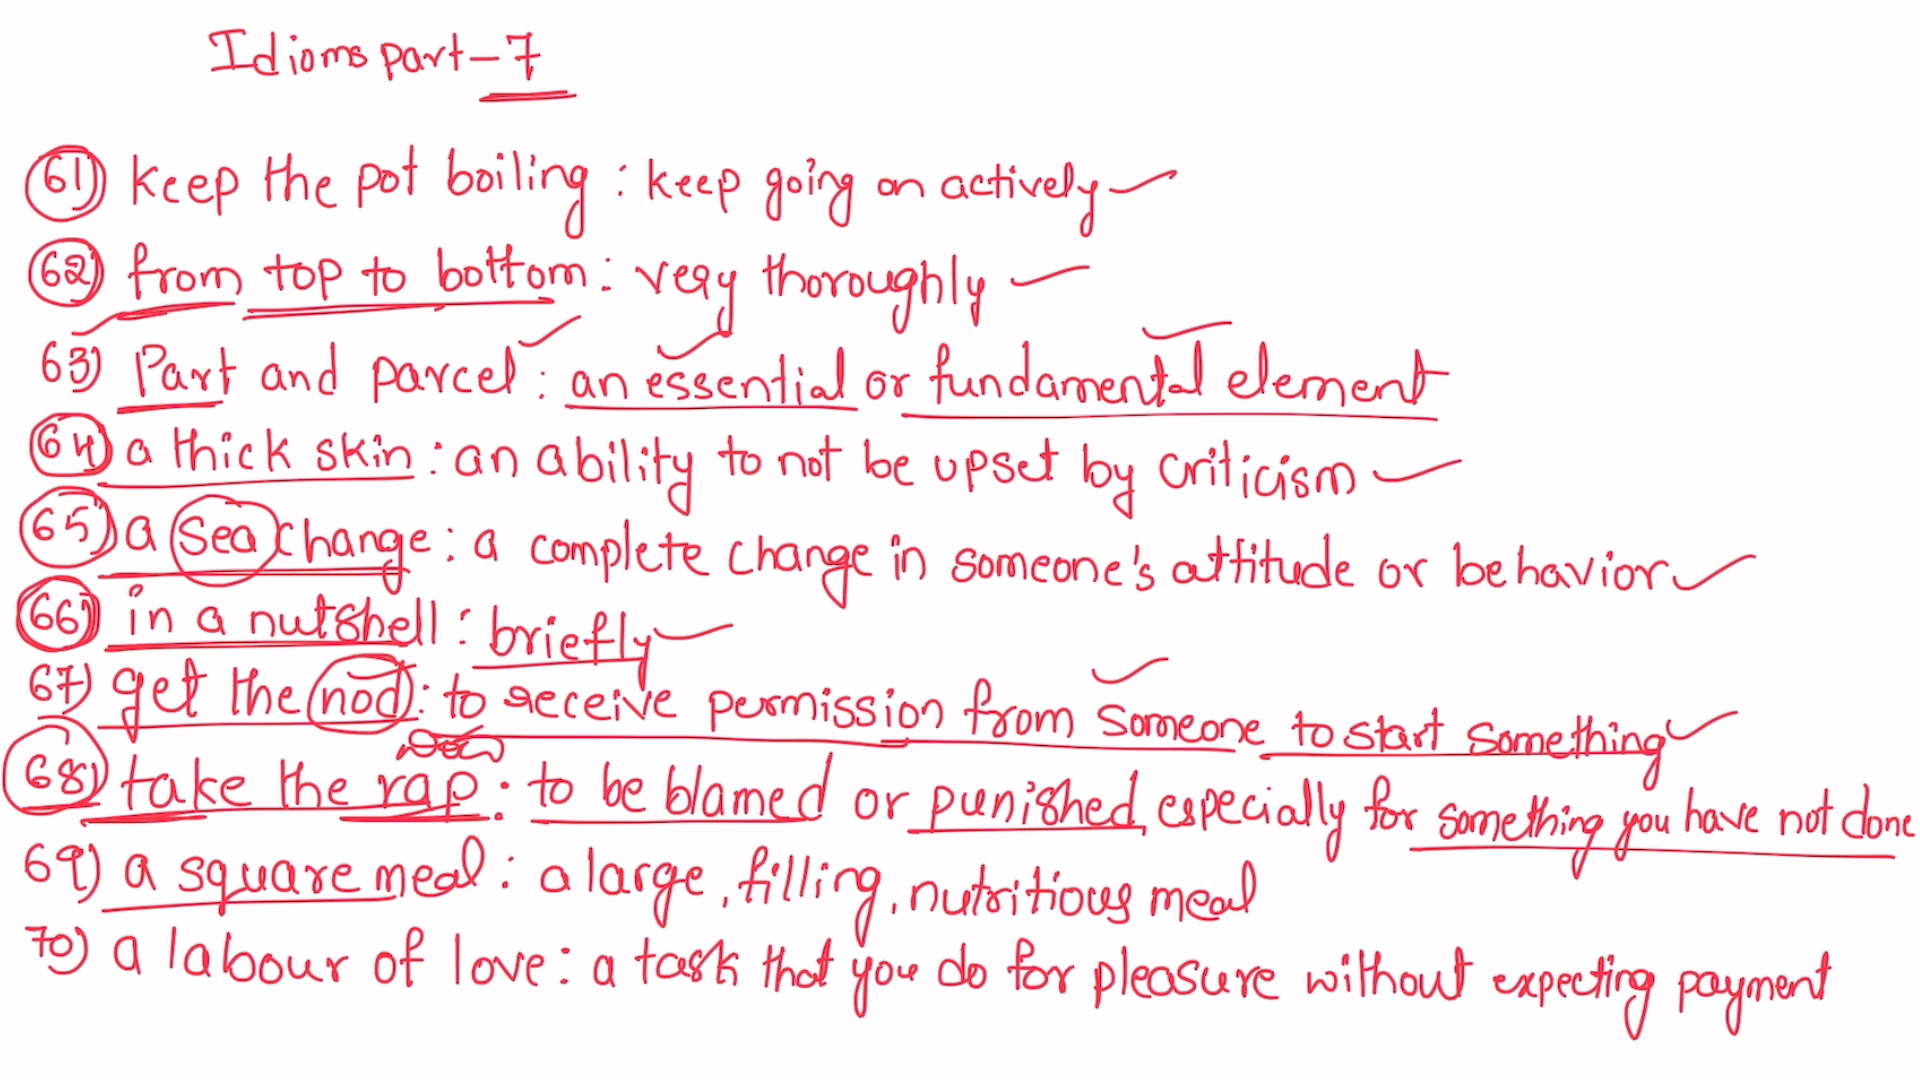 Idioms part-7
61) keep the pot boiling : keep going on actively
62) from top to bottom : very thoroughly
63) Part and parcel : an essential or fundamental element
64) a thick skin : an ability to not be upset by criticism
65) a sea change : a complete change in someone's attitude or behavior
66) in a nutshell : briefly
67) get the nod : to receive permission from someone to start something
68) take the rap : to be blamed or punished, especially for something you have not done
69) a square meal : a large, filling, nutritious meal
70) a labour of love : a task that you do for pleasure without expecting payment